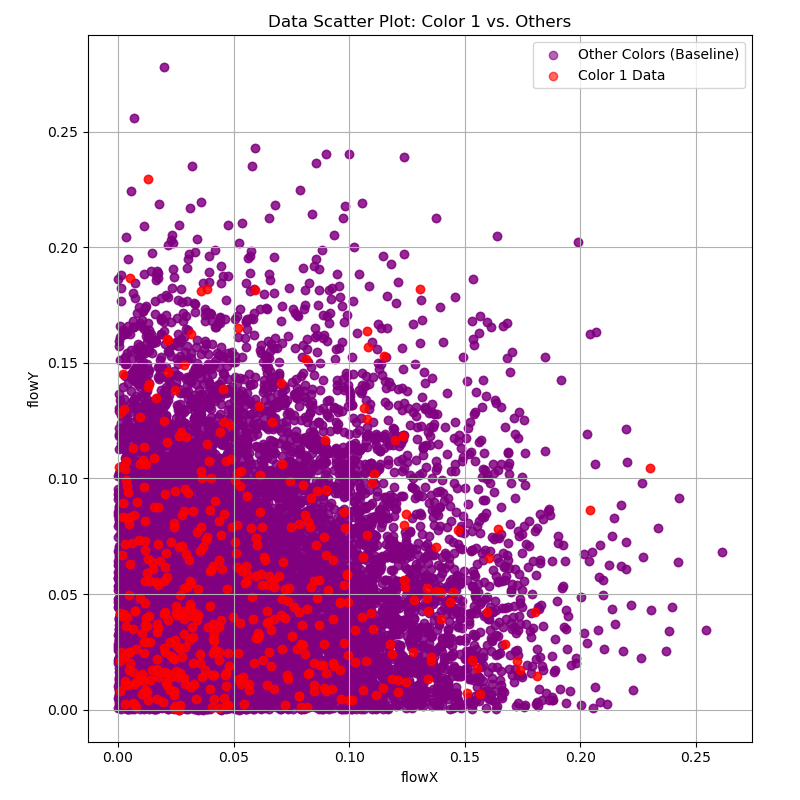 Data Scatter Plot: Color 1 vs. Others
Other Colors (Baseline)
Color 1 Data
0.25
0.20
0.15
0.10
0.05
0.00
flowY
0.00 0.05 0.10 0.15 0.20 0.25
flowX